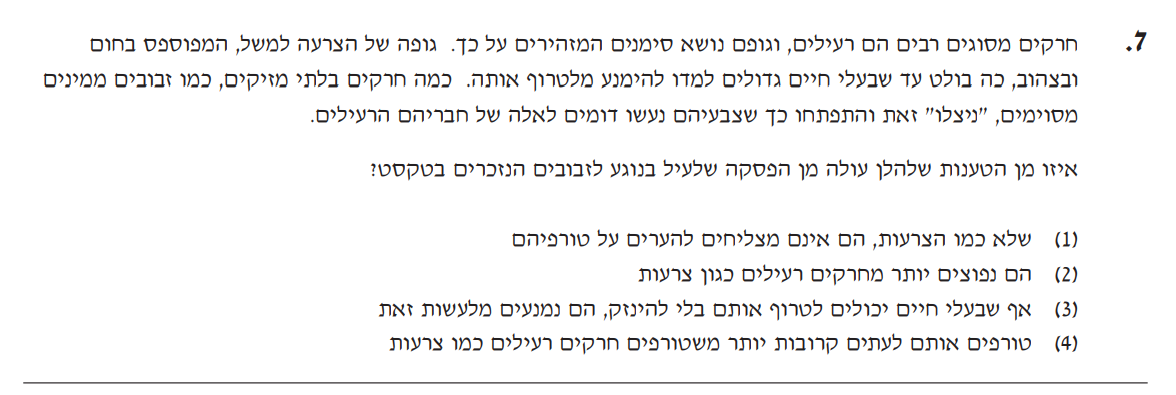 7. חרקים מסוגים רבים הם רעילים, וגופם נושא סימנים המזהירים על כך. גופה של הצרעה למשל, המפוספס בחום
ובצהוב, כה בולט עד שבעלי חיים גדולים למדו להימנע מלטרוף אותה. כמה חרקים בלתי מזיקים, כמו זבובים ממינים
מסוימים, "ניצלו" זאת והתפתחו כך שצבעיהם נעשו דומים לאלה של חבריהם הרעילים.
איזו מן הטענות שלהלן עולה מן הפסקה שלעיל בנוגע לזבובים הנזכרים בטקסט?
(1) שלא כמו הצרעות, הם אינם מצליחים להערים על טורפיהם
(2) הם נפוצים יותר מחרקים רעילים כגון צרעות
(3) אף שבעלי חיים יכולים לטרוף אותם בלי להינזק, הם נמנעים מלעשות זאת
(4) טורפים אותם לעתים קרובות יותר משטורפים חרקים רעילים כמו צרעות